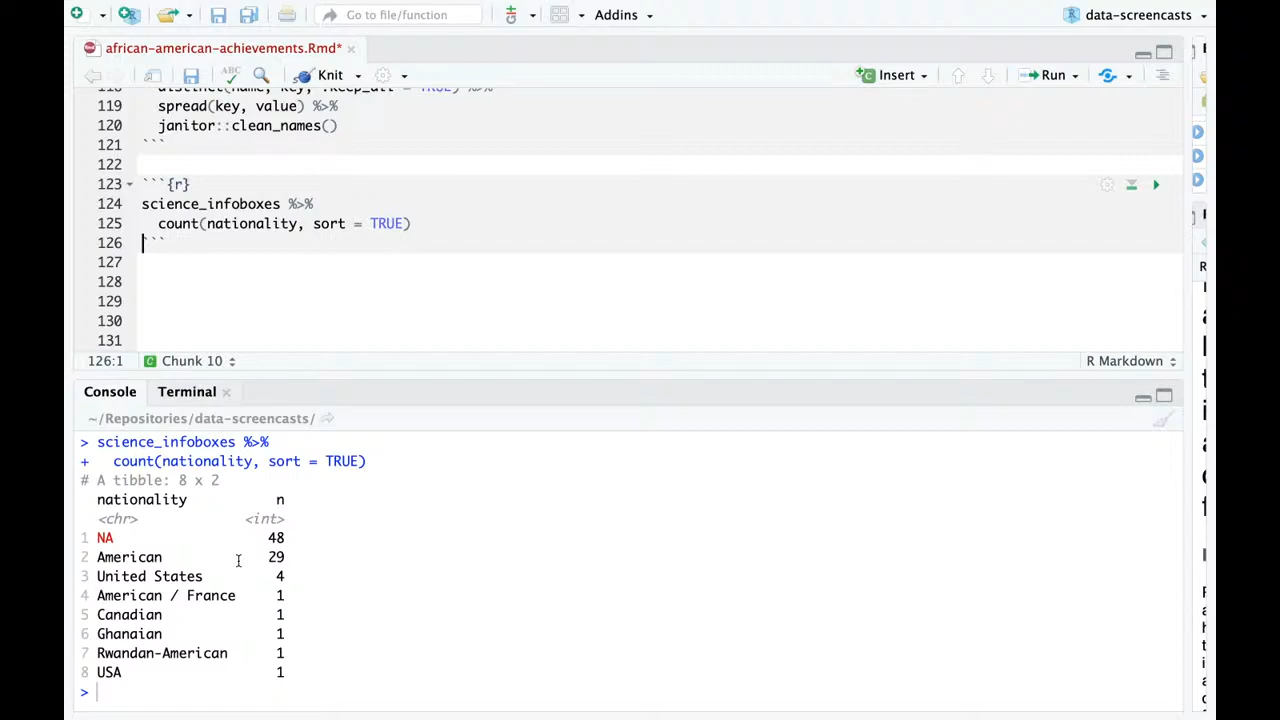 Go to file/function
Addins
data-screencasts
african-american-achievements.Rmd*
ABC
Knit
Insert
Run
118 distinct(name, key, .keep_all = TRUE) %>%
119 spread(key, value) %>%
120 janitor::clean_names()
121 ```
122
123 ```{r}
124 science_infoboxes %>%
125 count(nationality, sort = TRUE)
126 ```
127
128
129
130
131
126:1 C Chunk 10 R Markdown
Console Terminal
~/Repositories/data-screencasts/
> science_infoboxes %>%
+ count(nationality, sort = TRUE)
# A tibble: 8 x 2
nationality n
<chr> <int>
1 NA 48
2 American 29
3 United States 4
4 American / France 1
5 Canadian 1
6 Ghanaian 1
7 Rwandan-American 1
8 USA 1
>